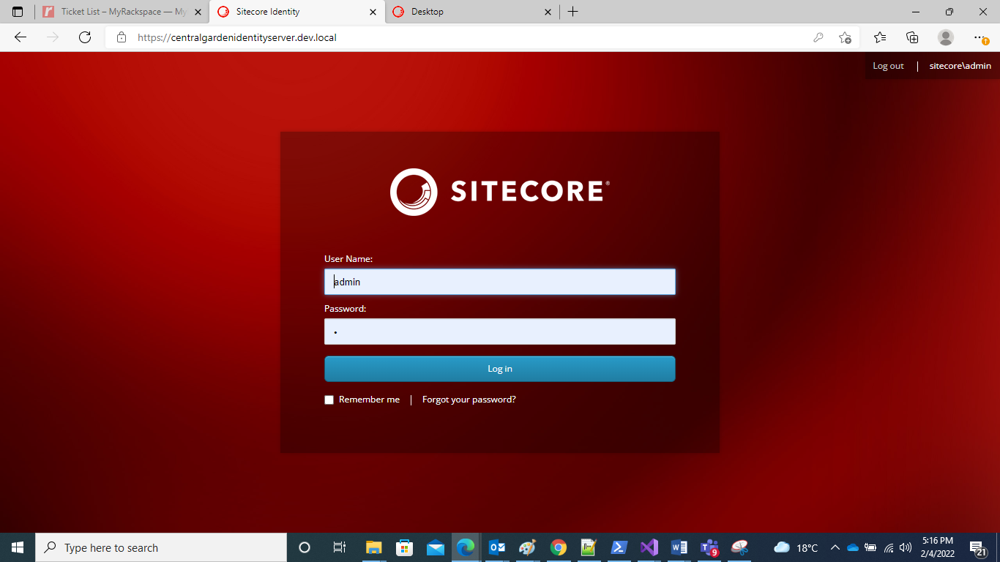 Ticket List – MyRackspace — My
Sitecore Identity
Desktop
https://centralgardenidentityserver.dev.local
Log out | sitecore\admin
SITECORE®
User Name:
admin
Password:
•
Log in
Remember me | Forgot your password?
Type here to search
18°C
5:16 PM
2/4/2022
9
21